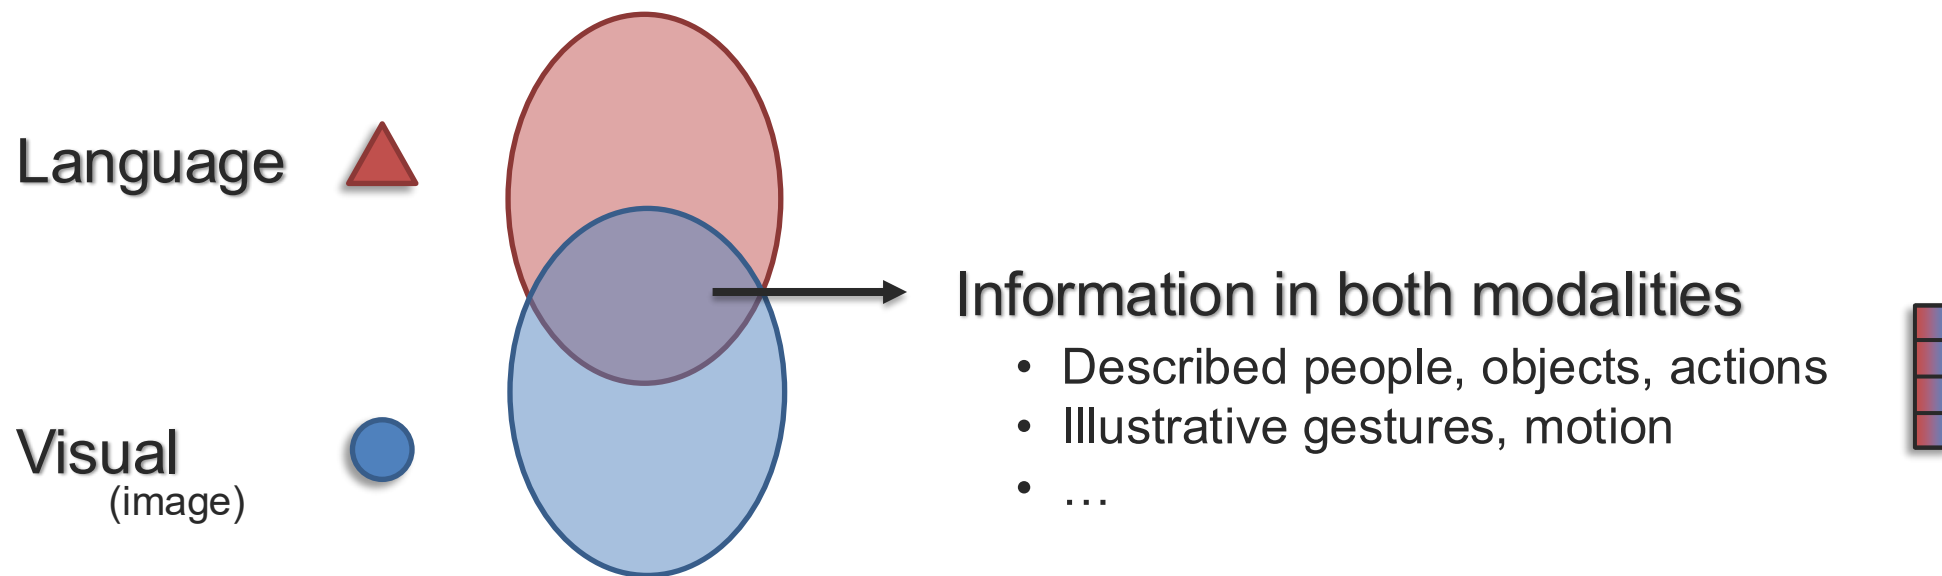 Language
Visual
(image)
Information in both modalities
• Described people, objects, actions
• Illustrative gestures, motion
• …